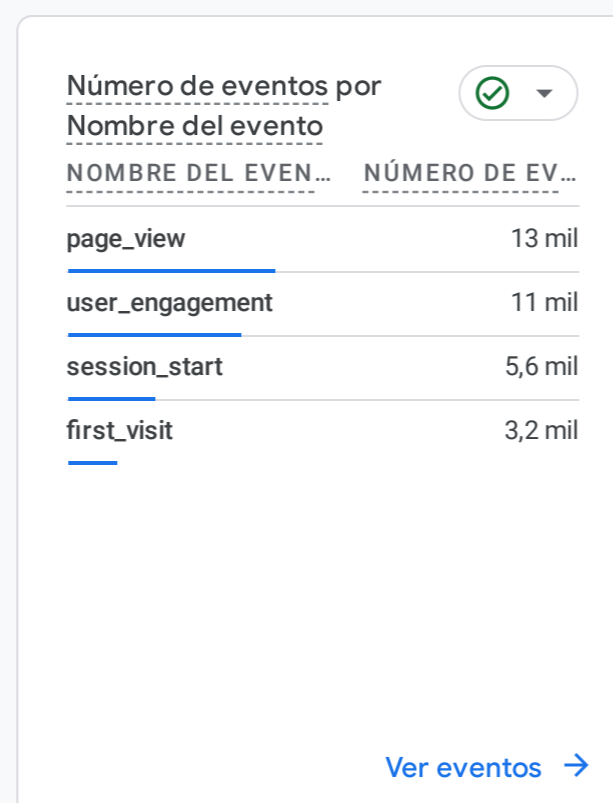 Número de eventos por
Nombre del evento
NOMBRE DEL EVEN... NÚMERO DE EV...
page_view 13 mil
user_engagement 11 mil
session_start 5,6 mil
first_visit 3,2 mil
Ver eventos